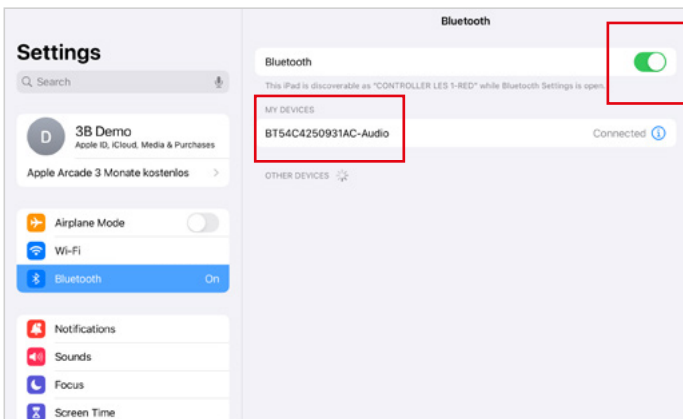 Settings
Search
D
3B Demo
Apple ID, iCloud, Media & Purchases
Apple Arcade 3 Monate kostenlos
Airplane Mode
Wi-Fi
Bluetooth On
Notifications
Sounds
Focus
Screen Time
Bluetooth
Bluetooth
This iPad is discoverable as "CONTROLLER LES 1-RED" while Bluetooth Settings is open.
MY DEVICES
BT54C4250931AC-Audio Connected
OTHER DEVICES